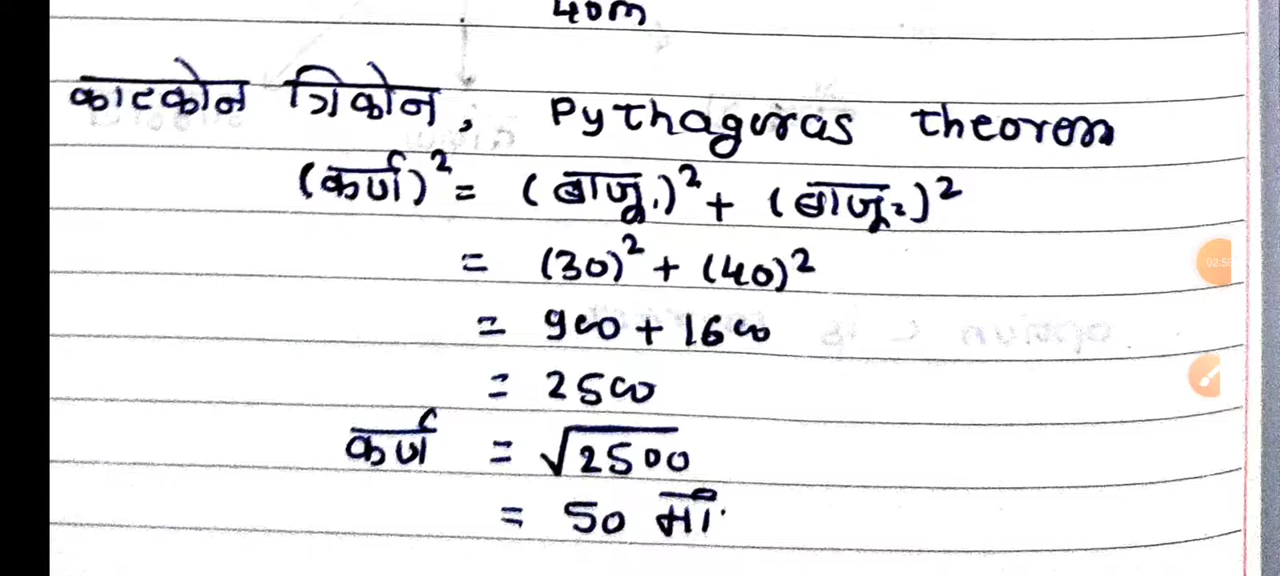 40m
काटकोन त्रिकोन, Pythaguras theorem
(कर्ण)² = (बाजू₁)² + (बाजू₂)²
= (30)² + (40)²
= 900 + 1600
= 2500
कर्ण = √2500
= 50 मी.